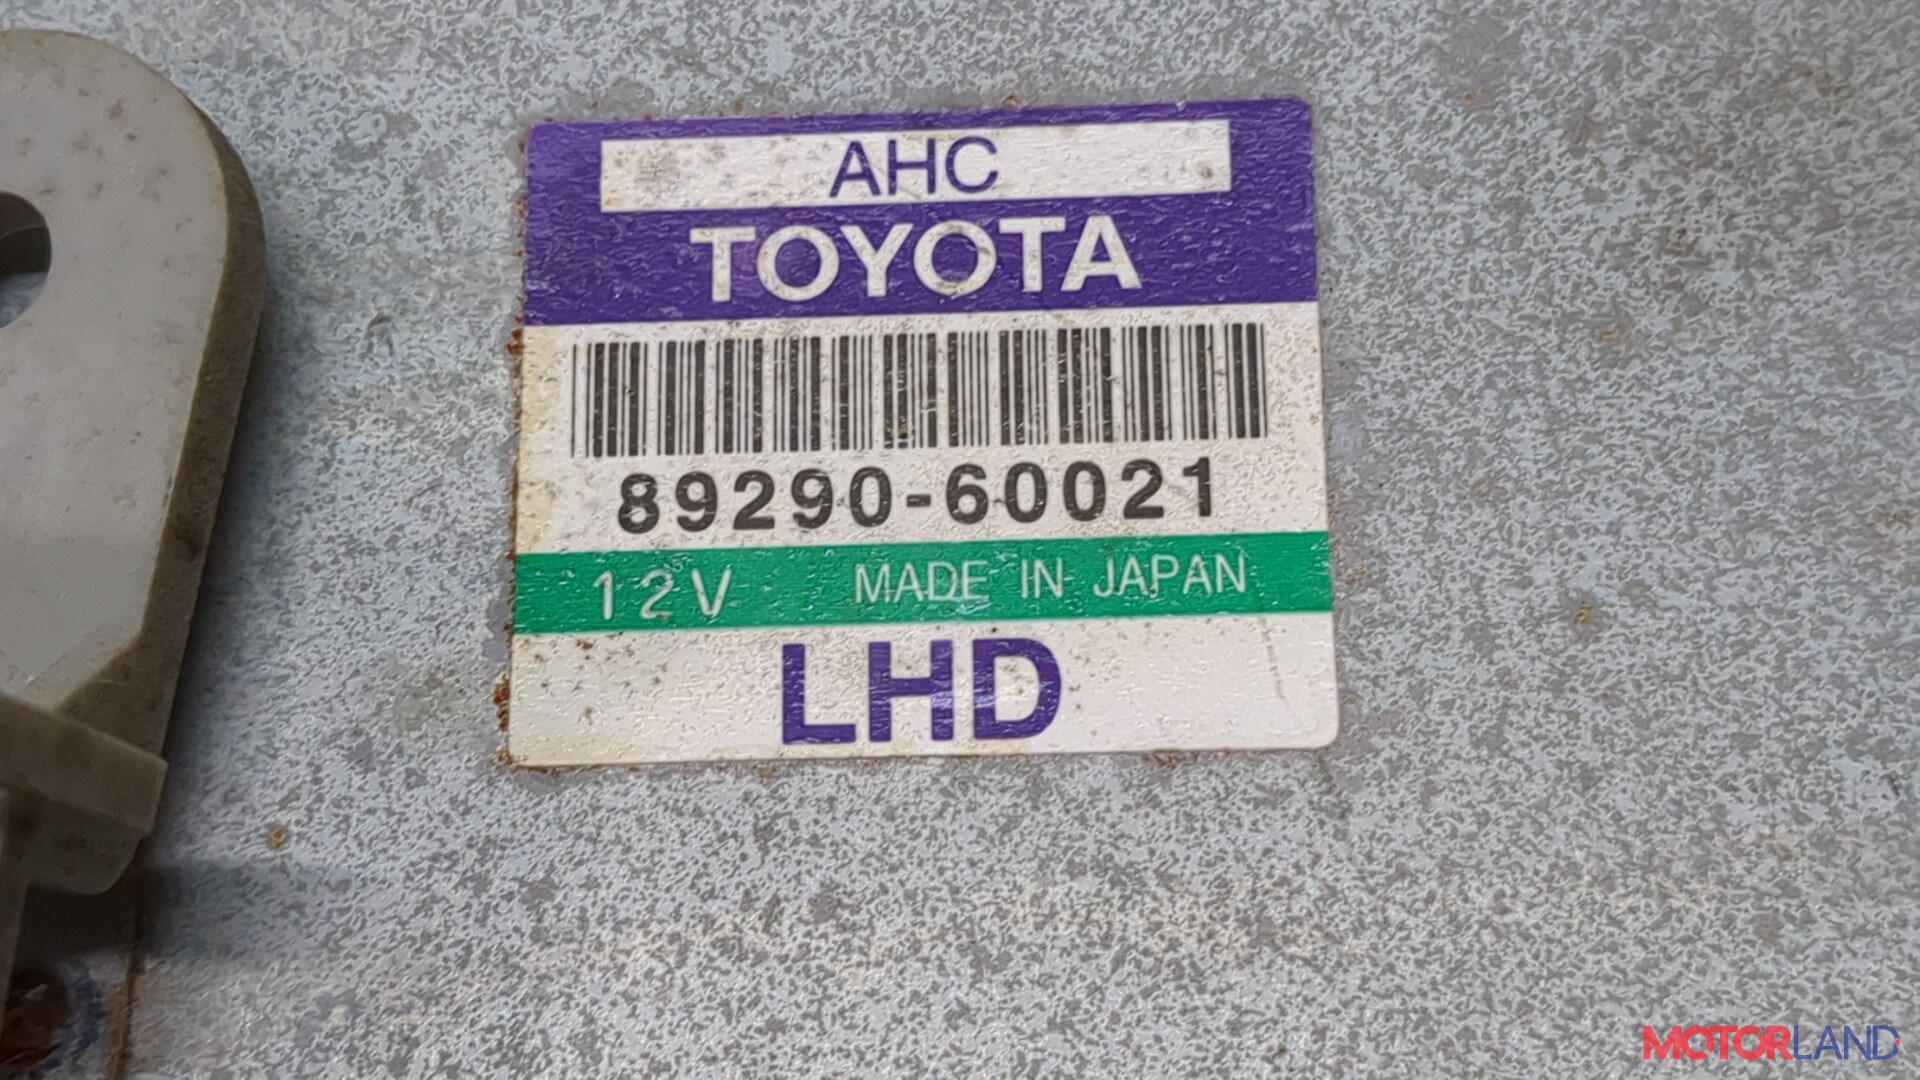 AHC
TOYOTA
89290-60021
12V MADE IN JAPAN
LHD
MOTORLAND